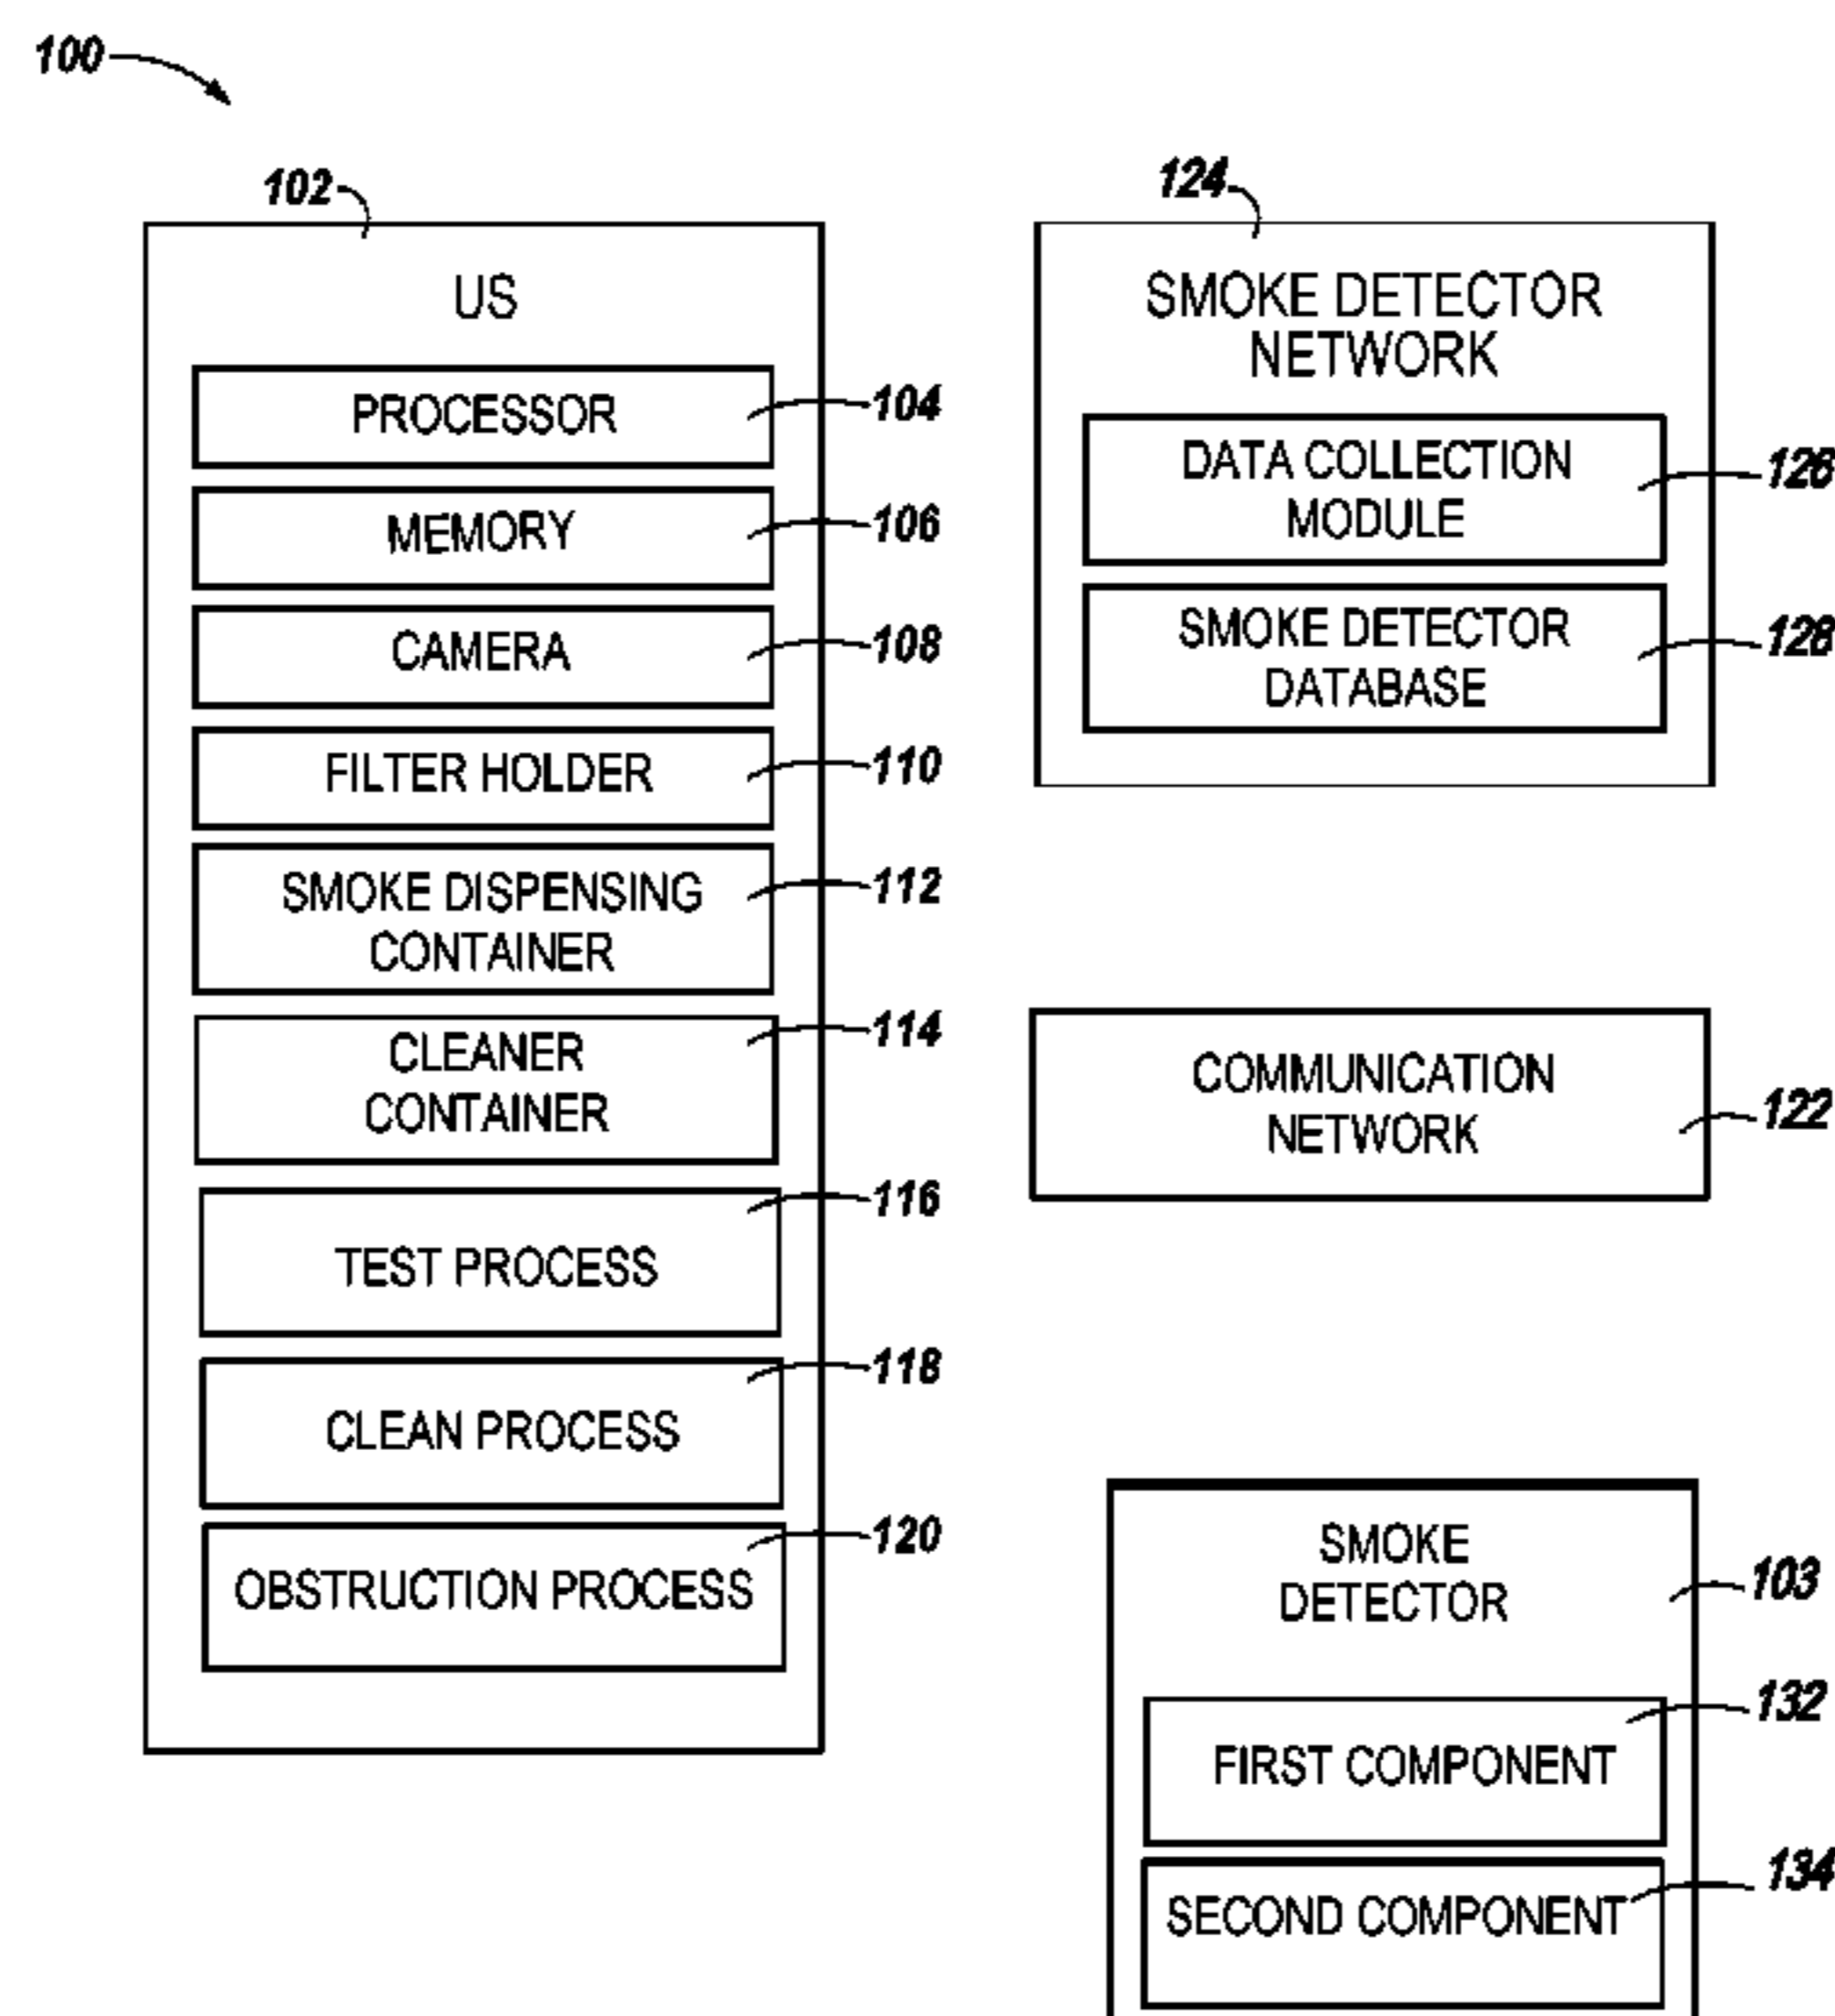 100
102
US
PROCESSOR
104
MEMORY
106
CAMERA
108
FILTER HOLDER
110
SMOKE DISPENSING
CONTAINER
112
CLEANER
CONTAINER
114
TEST PROCESS
116
CLEAN PROCESS
118
OBSTRUCTION PROCESS
120
124
SMOKE DETECTOR
NETWORK
DATA COLLECTION
MODULE
126
SMOKE DETECTOR
DATABASE
128
COMMUNICATION
NETWORK
122
SMOKE
DETECTOR
103
FIRST COMPONENT
132
SECOND COMPONENT
134